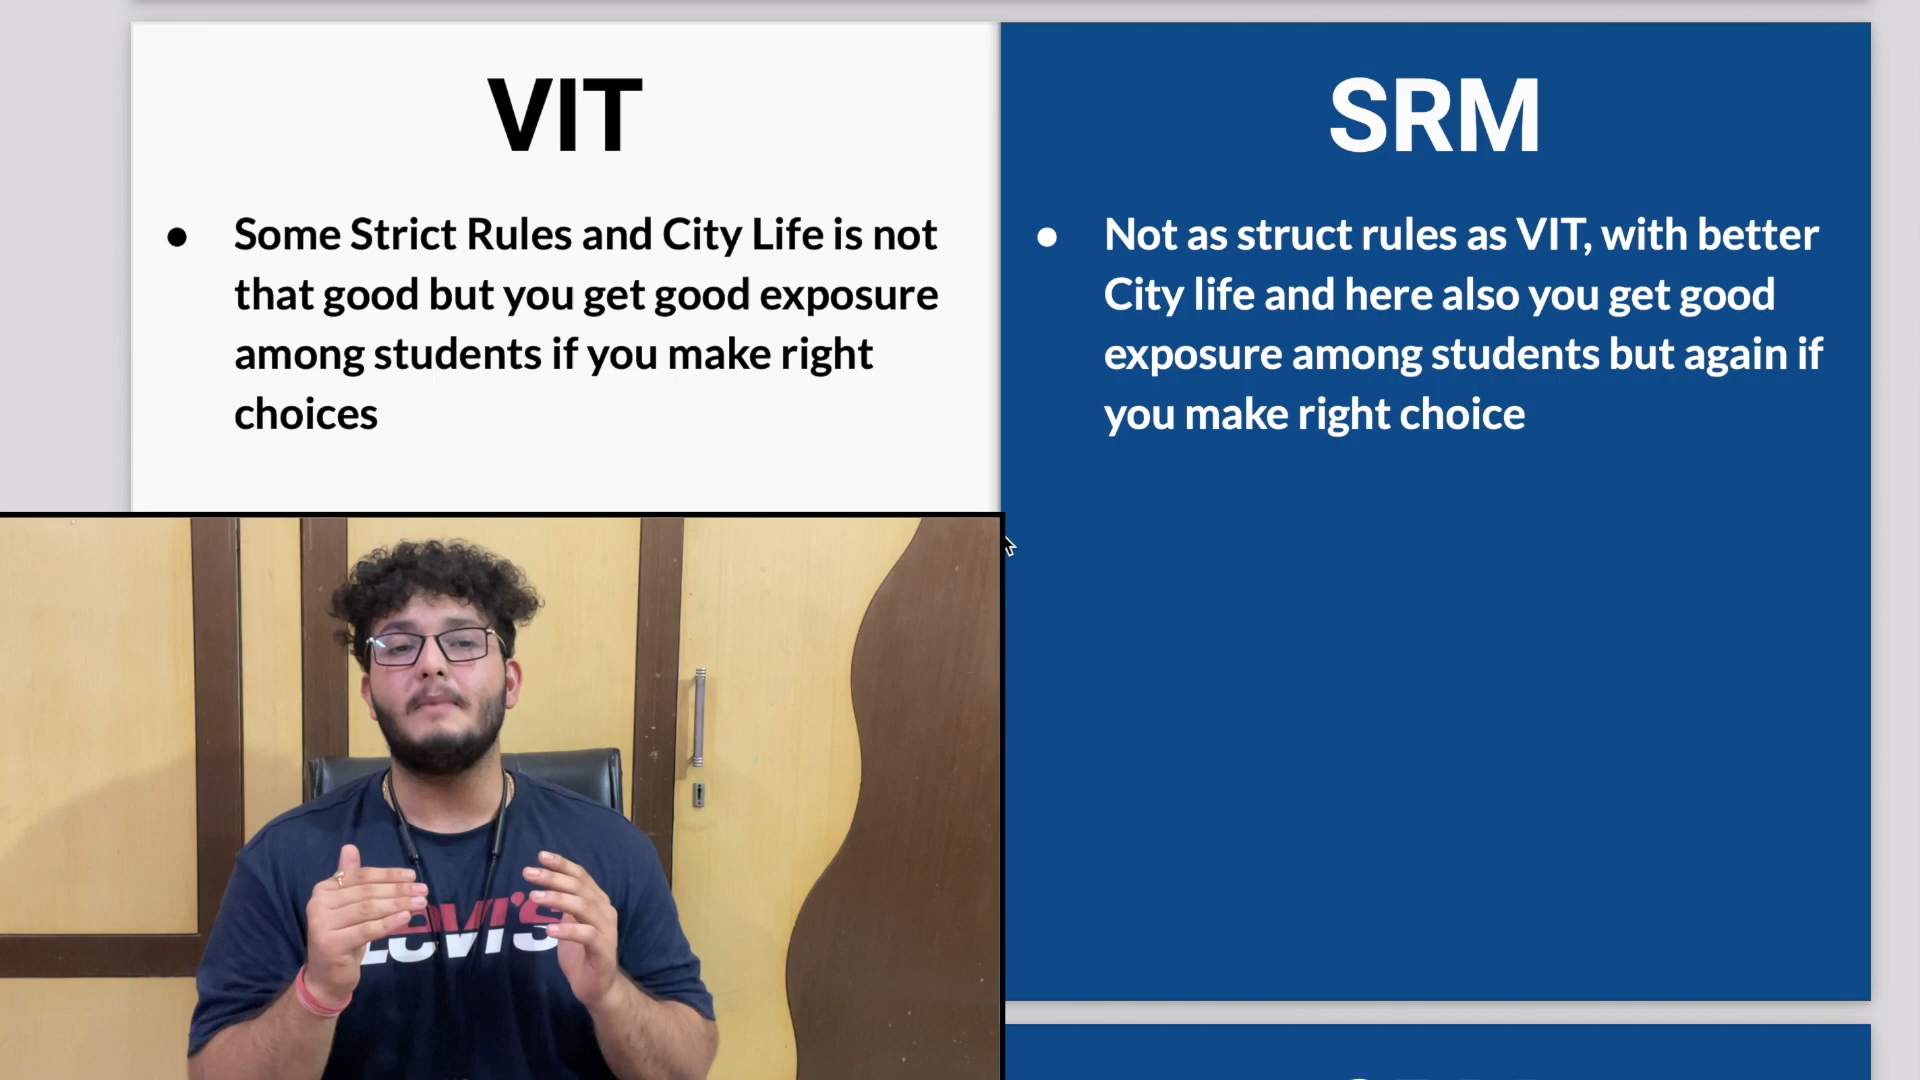 VIT
• Some Strict Rules and City Life is not
that good but you get good exposure
among students if you make right
choices
SRM
• Not as struct rules as VIT, with better
City life and here also you get good
exposure among students but again if
you make right choice
LEVI'S
LEVI'S